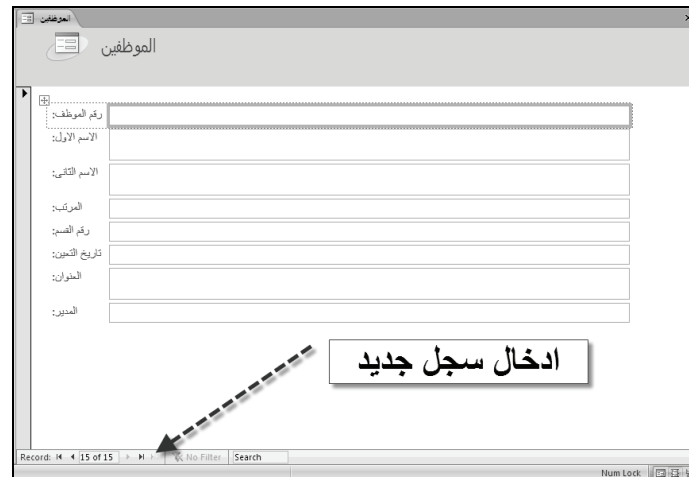 الموظفين
الموظفين
رقم الموظف:
الاسم الاول:
الاسم الثانى:
المرتب:
رقم القسم:
تاريخ التعين:
العنوان:
المدير:
ادخال سجل جديد
Record: 15 of 15 No Filter Search
Num Lock